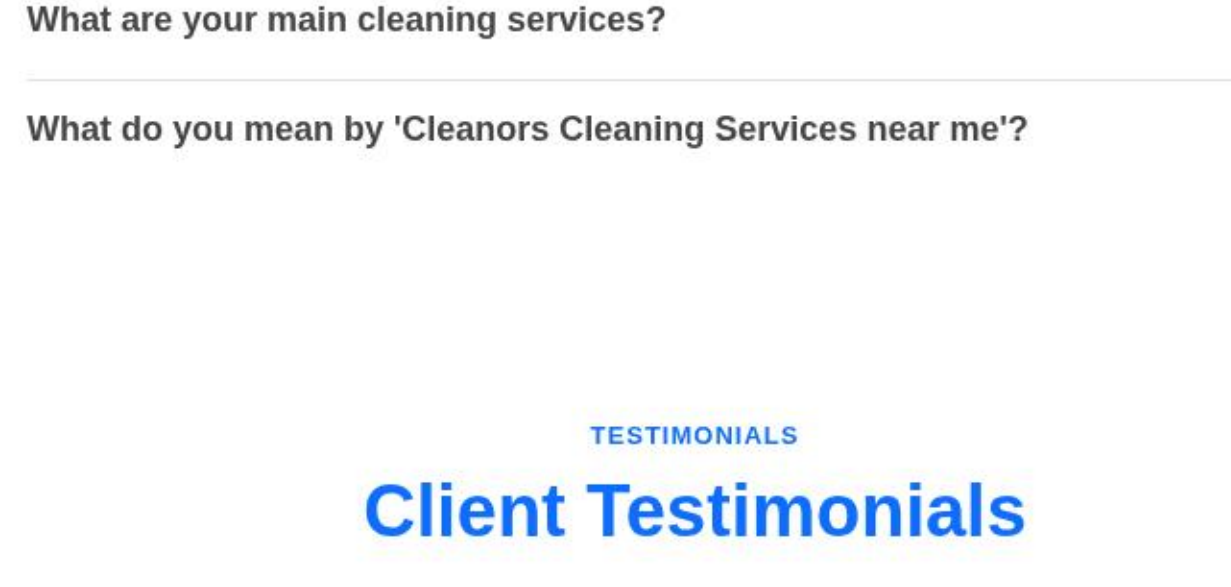 What are your main cleaning services?
What do you mean by 'Cleanors Cleaning Services near me'?
TESTIMONIALS
Client Testimonials